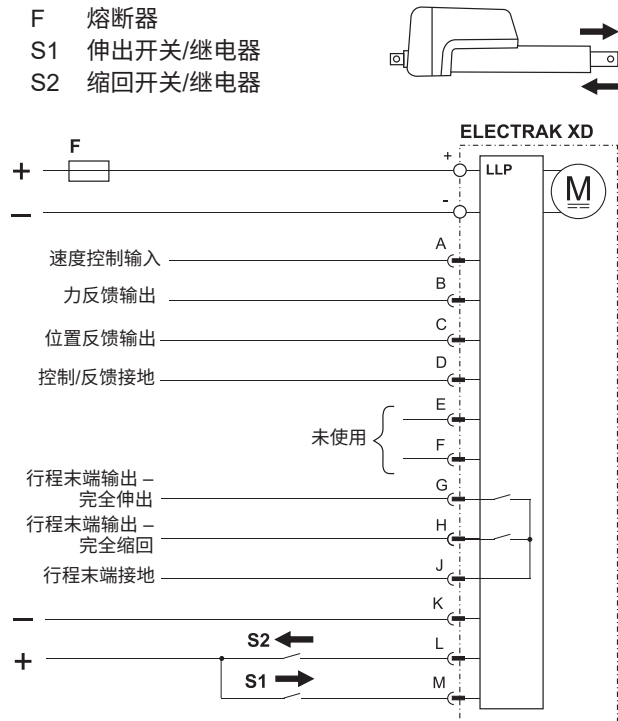 F 熔断器
S1 伸出开关/继电器
S2 缩回开关/继电器
ELECTRAK XD
F
+
+
LLP
M
–
-
A
速度控制输入
B
力反馈输出
C
位置反馈输出
D
控制/反馈接地
E
未使用
F
行程末端输出 –
完全伸出
G
行程末端输出 –
完全缩回
H
行程末端接地
J
–
K
S2
L
+
S1
M